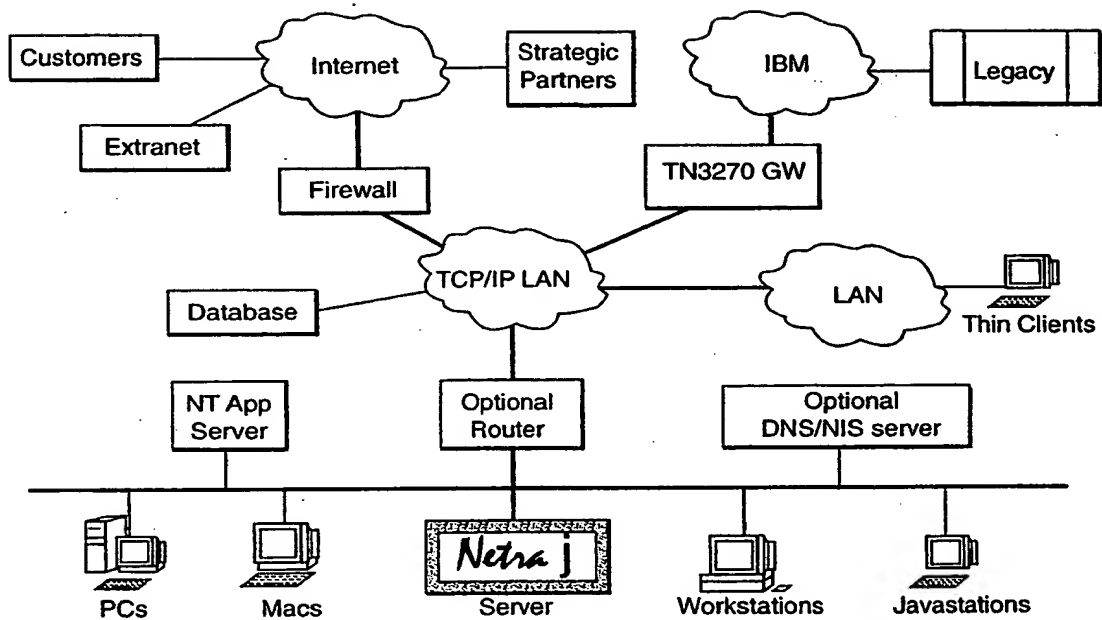 Customers
Internet
Strategic
Partners
IBM
Legacy
Extranet
Firewall
TN3270 GW
TCP/IP LAN
LAN
Database
Thin Clients
NT App
Server
Optional
Router
Optional
DNS/NIS server
Netra j
PCs
Macs
Server
Workstations
Javastations